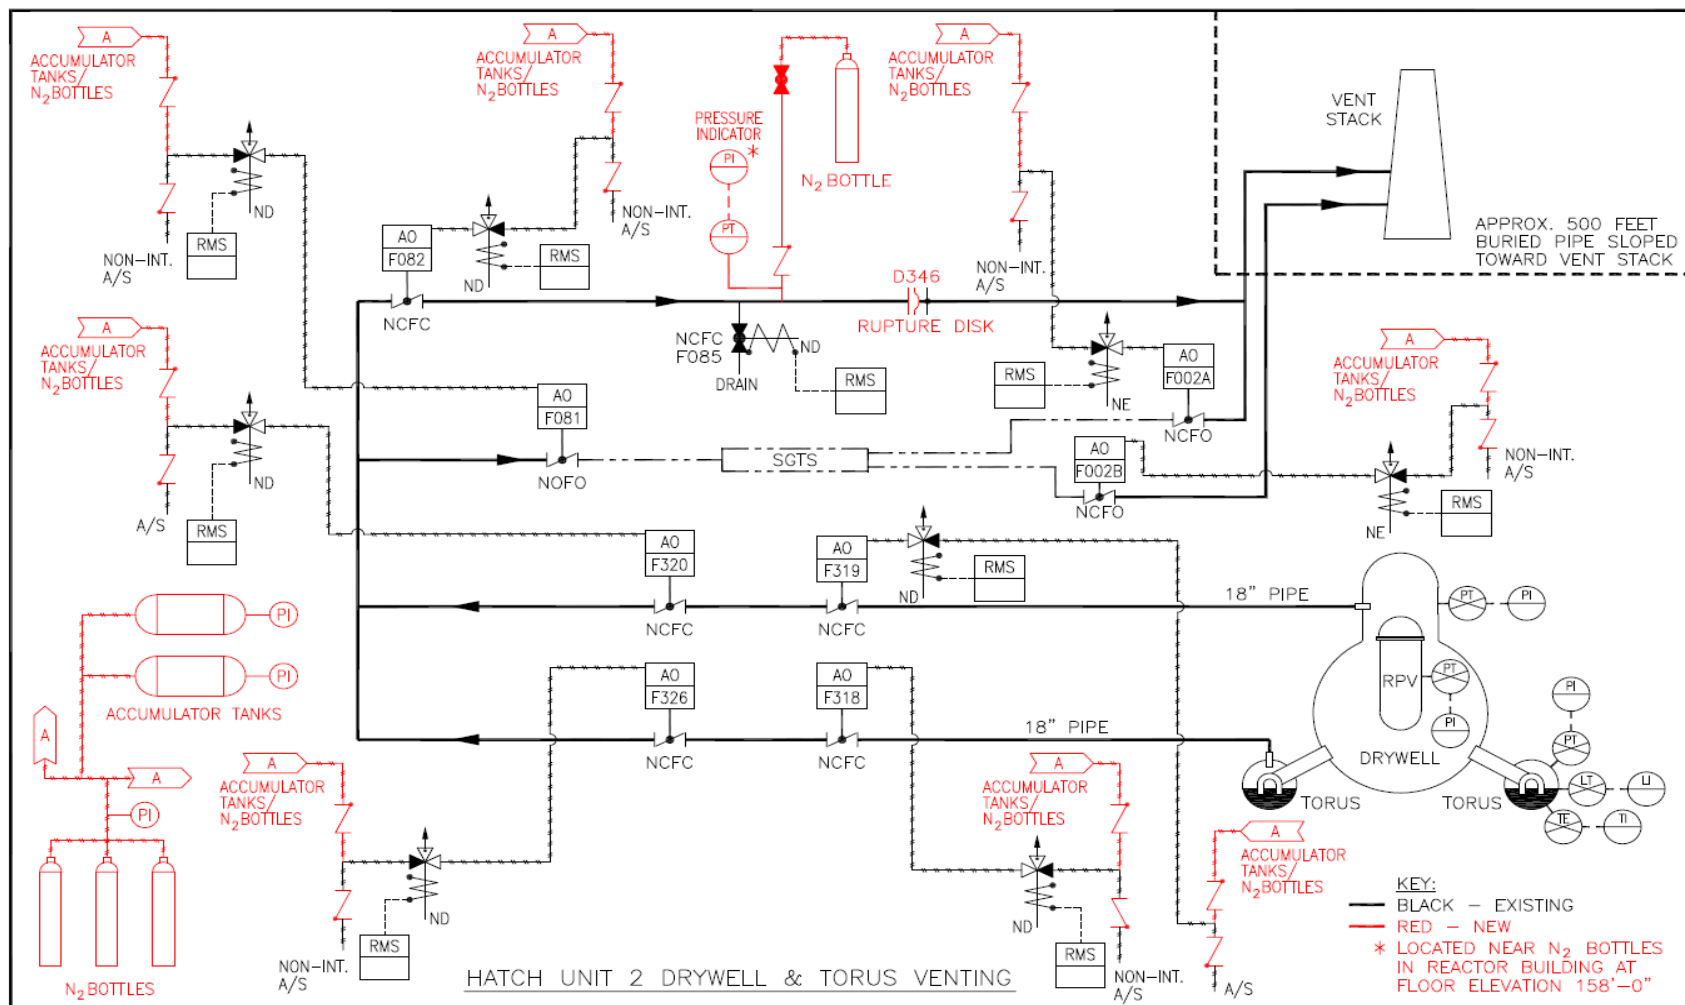 A
ACCUMULATOR
TANKS/
N2 BOTTLES
NON-INT.
A/S
RMS
ND
A
ACCUMULATOR
TANKS/
N2 BOTTLES
NON-INT.
A/S
RMS
ND
AO
F082
NCFC
PRESSURE
INDICATOR
*
PI
PT
N2 BOTTLE
A
ACCUMULATOR
TANKS/
N2 BOTTLES
NON-INT.
A/S
VENT
STACK
APPROX. 500 FEET
BURIED PIPE SLOPED
TOWARD VENT STACK
D346
RUPTURE DISK
NCFC
F085
ND
DRAIN
RMS
RMS
NE
AO
F002A
NCFO
A
ACCUMULATOR
TANKS/
N2 BOTTLES
NON-INT.
A/S
RMS
NE
A
ACCUMULATOR
TANKS/
N2 BOTTLES
A/S
RMS
ND
AO
F081
NOFO
SGTS
AO
F002B
NCFO
AO
F320
NCFC
AO
F319
NCFC
RMS
ND
18" PIPE
PT
PI
RPV
PT
PI
DRYWELL
PI
PT
LT
LI
TE
TI
TORUS
TORUS
PI
PI
ACCUMULATOR TANKS
A
A
PI
N2 BOTTLES
AO
F326
NCFC
AO
F318
NCFC
18" PIPE
A
ACCUMULATOR
TANKS/
N2 BOTTLES
NON-INT.
A/S
RMS
ND
A
ACCUMULATOR
TANKS/
N2 BOTTLES
NON-INT.
A/S
RMS
ND
A
ACCUMULATOR
TANKS/
N2 BOTTLES
A/S
HATCH UNIT 2 DRYWELL & TORUS VENTING
KEY:
BLACK – EXISTING
RED – NEW
* LOCATED NEAR N2 BOTTLES
IN REACTOR BUILDING AT
FLOOR ELEVATION 158'-0"